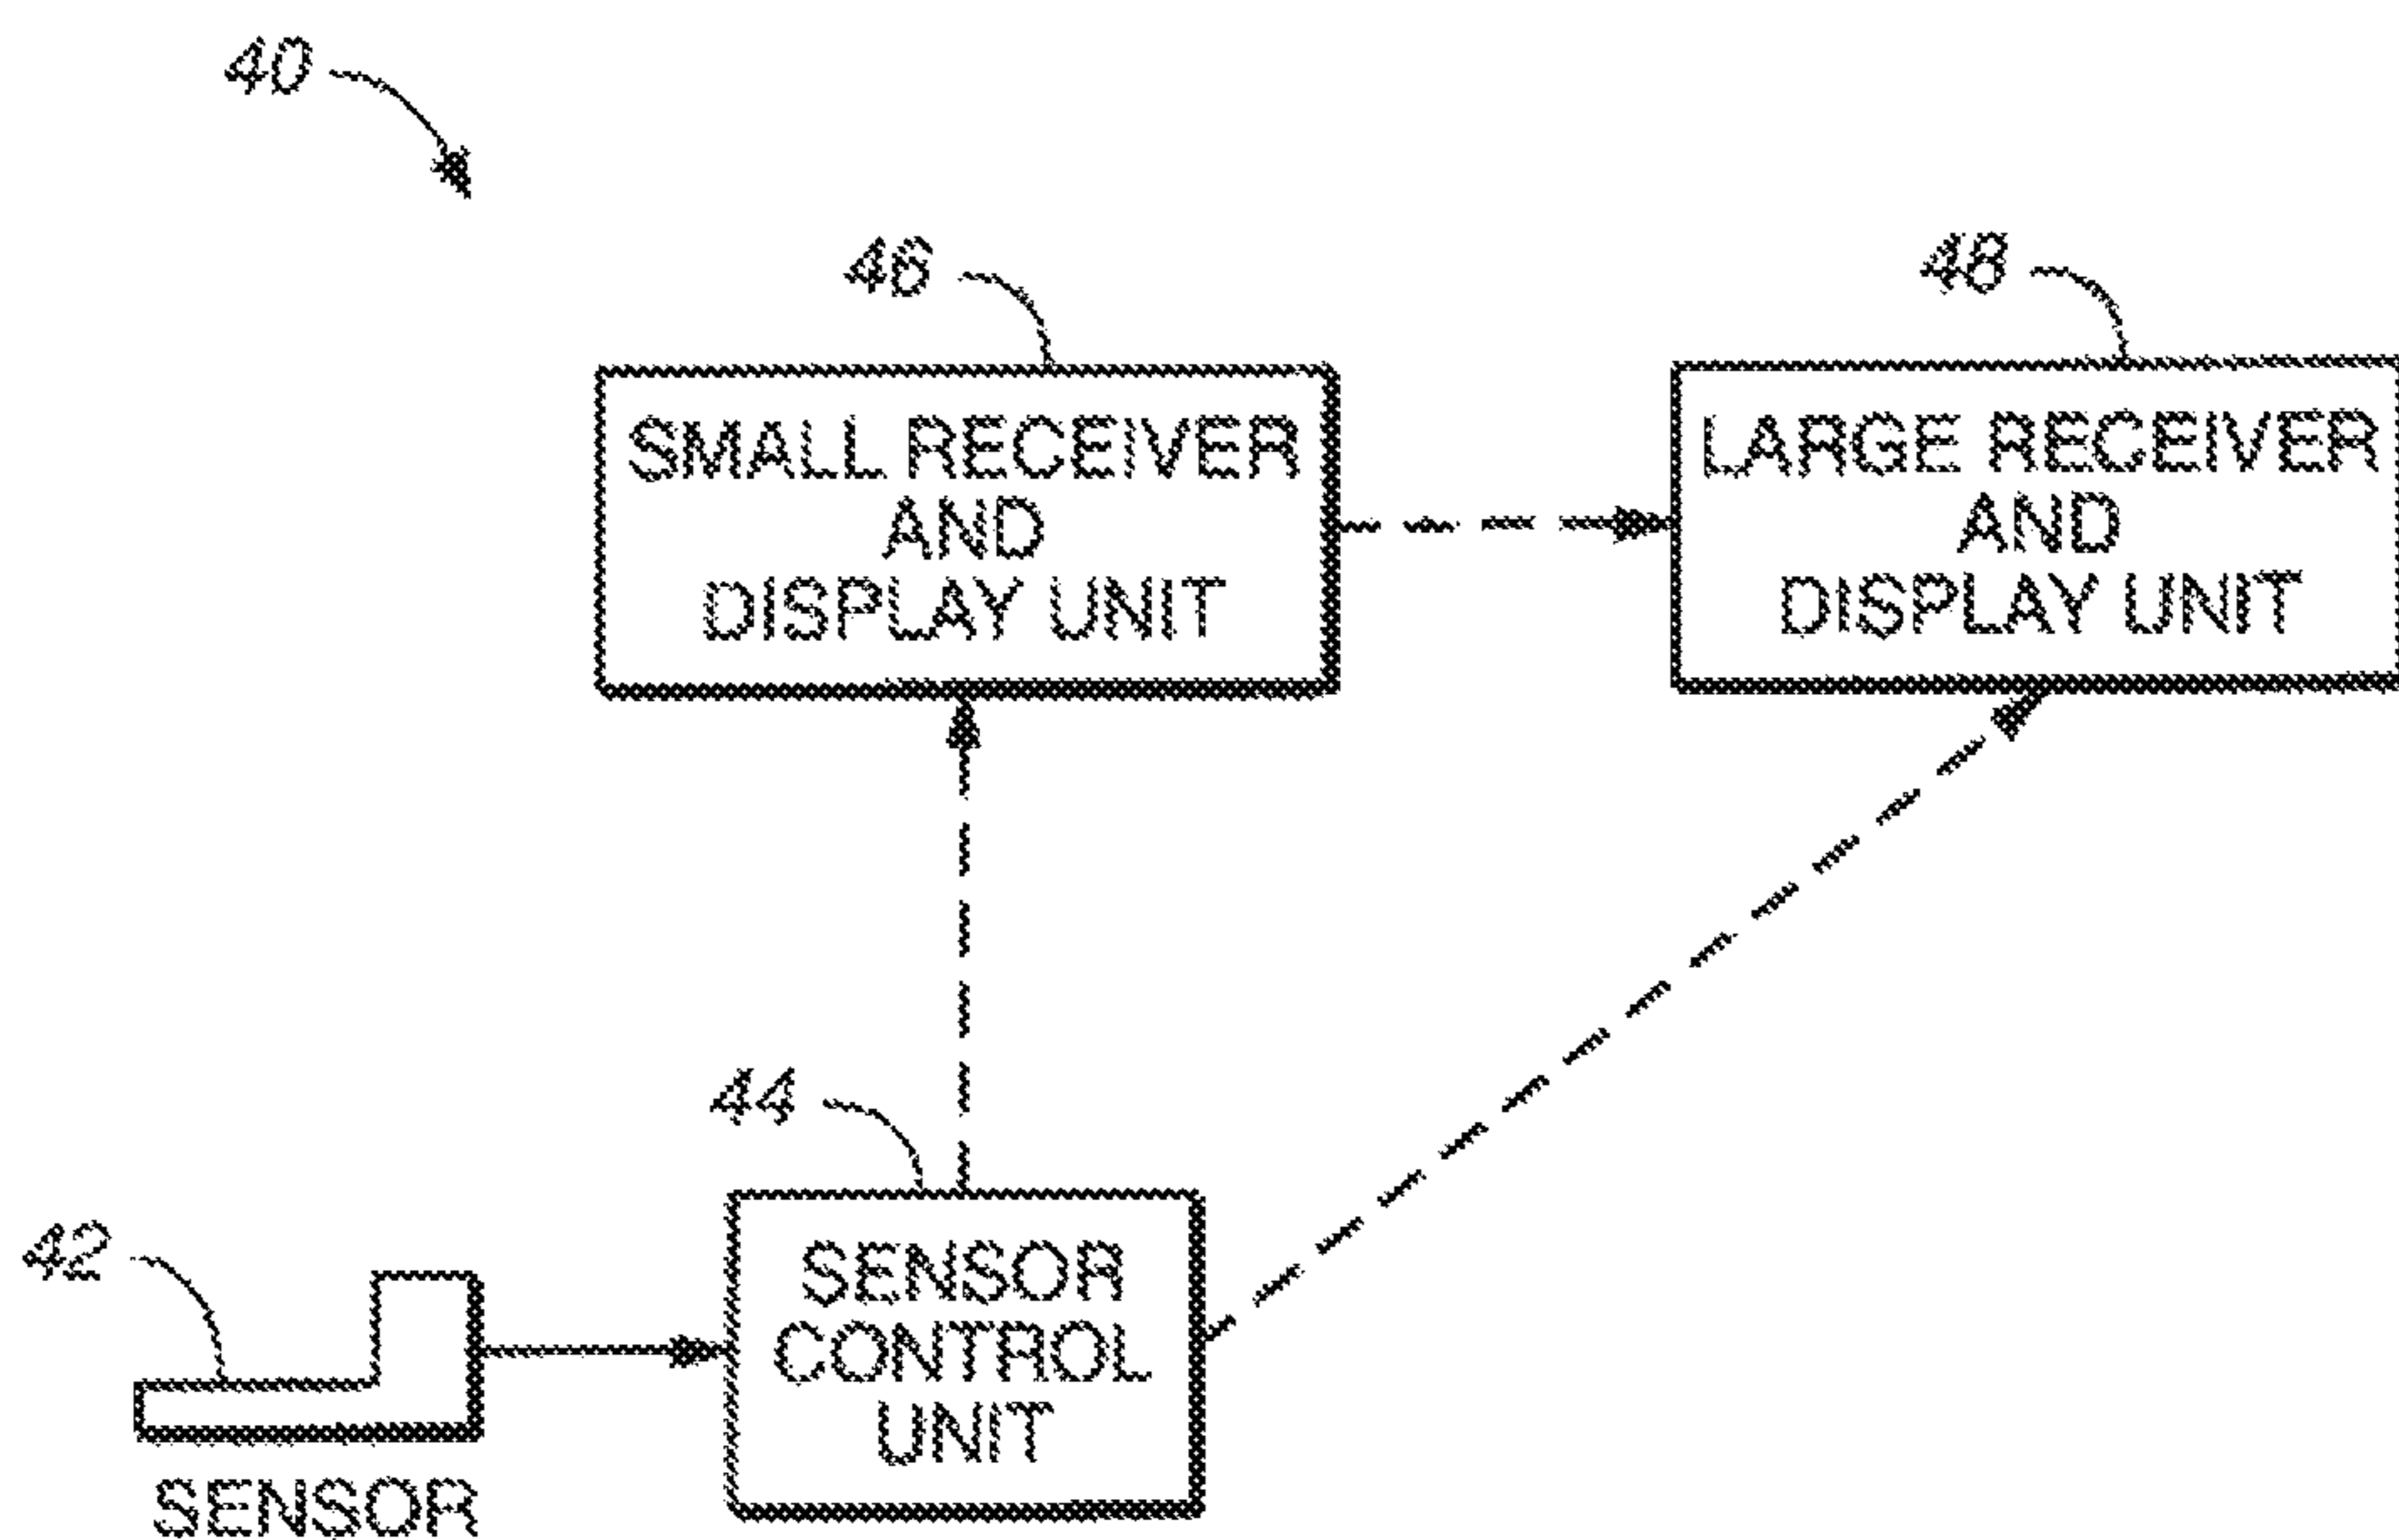 40
46
48
SMALL RECEIVER
AND
DISPLAY UNIT
LARGE RECEIVER
AND
DISPLAY UNIT
44
42
SENSOR
CONTROL
UNIT
SENSOR